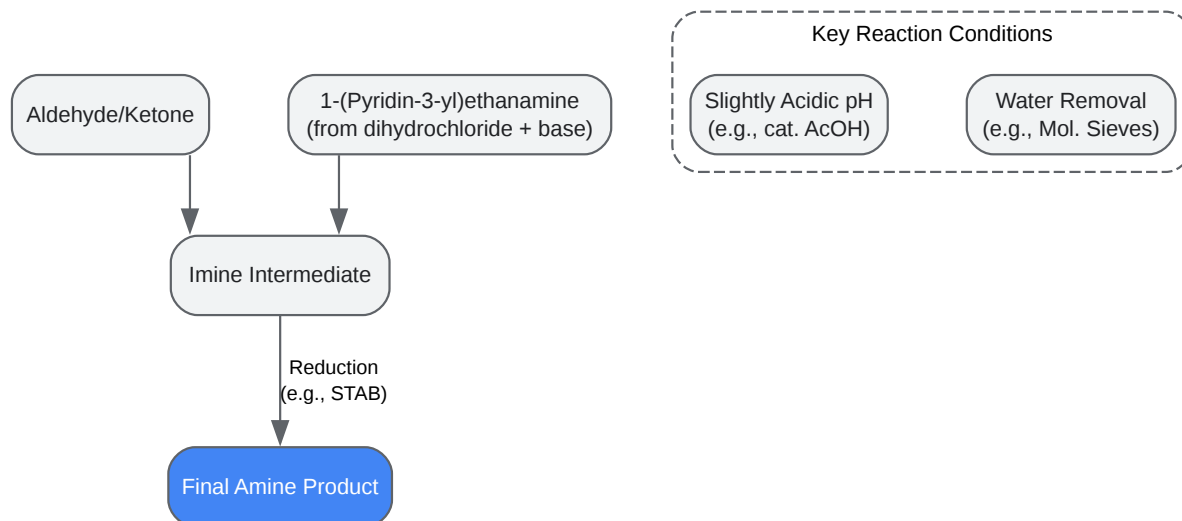 Key Reaction Conditions
Aldehyde/Ketone
1-(Pyridin-3-yl)ethanamine
(from dihydrochloride + base)
Slightly Acidic pH
(e.g., cat. AcOH)
Water Removal
(e.g., Mol. Sieves)
Imine Intermediate
Reduction
(e.g., STAB)
Final Amine Product